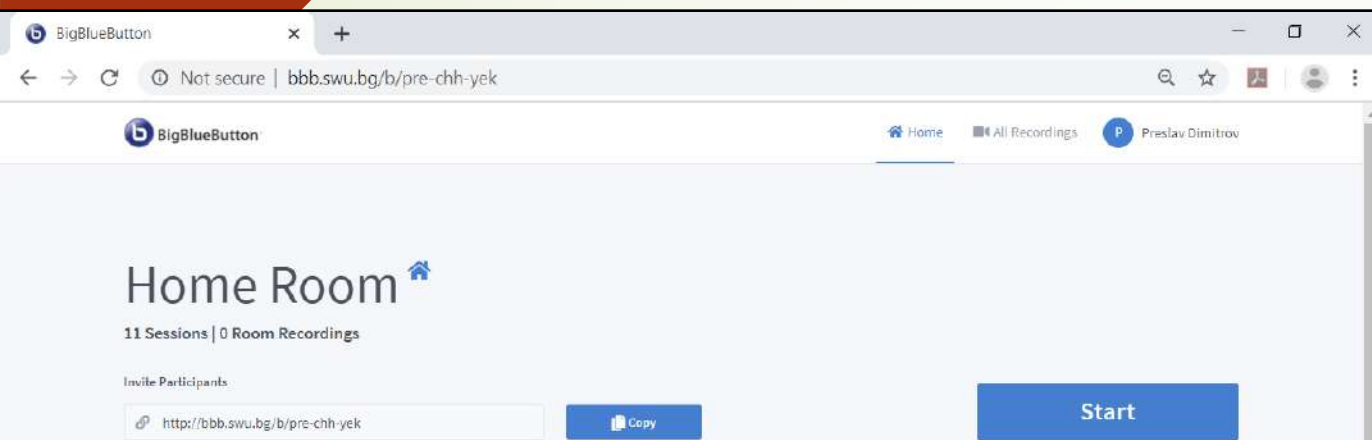 BigBlueButton
Not secure | bbb.swu.bg/b/pre-chh-yek
BigBlueButton
Home All Recordings P Preslav Dimitrov
Home Room
11 Sessions | 0 Room Recordings
Invite Participants
http://bbb.swu.bg/b/pre-chh-yek Copy
Start